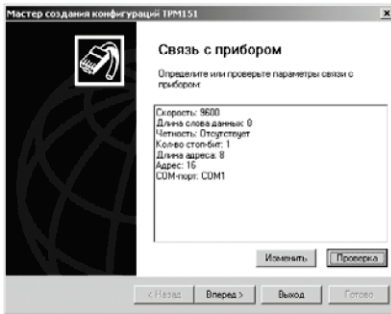 Мастер создания конфигураций ТРМ151
Связь с прибором
Определите или проверьте параметры связи с
прибором:
Скорость: 9600
Длина слова данных: 8
Четность: Отсутствует
Кол-во стоп-бит: 1
Длина адреса: 8
Адрес: 16
COM-порт: COM1
Изменить
Проверка
< Назад
Вперед >
Выход
Готово